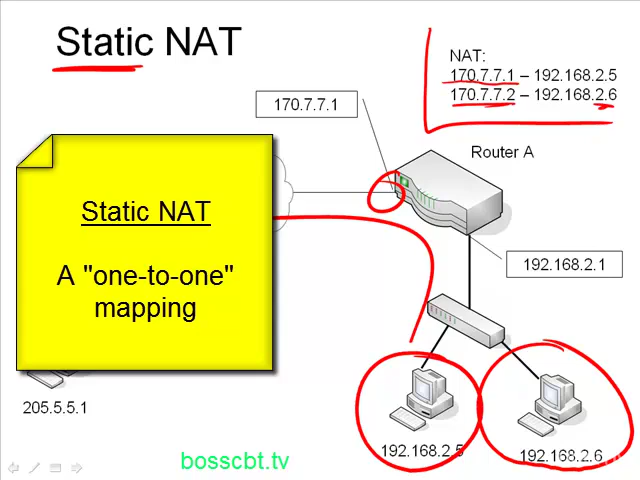 Static NAT
NAT:
170.7.7.1 – 192.168.2.5
170.7.7.2 – 192.168.2.6
170.7.7.1
Router A
Static NAT
A "one-to-one"
mapping
192.168.2.1
205.5.5.1
192.168.2.5
192.168.2.6
bosscbt.tv